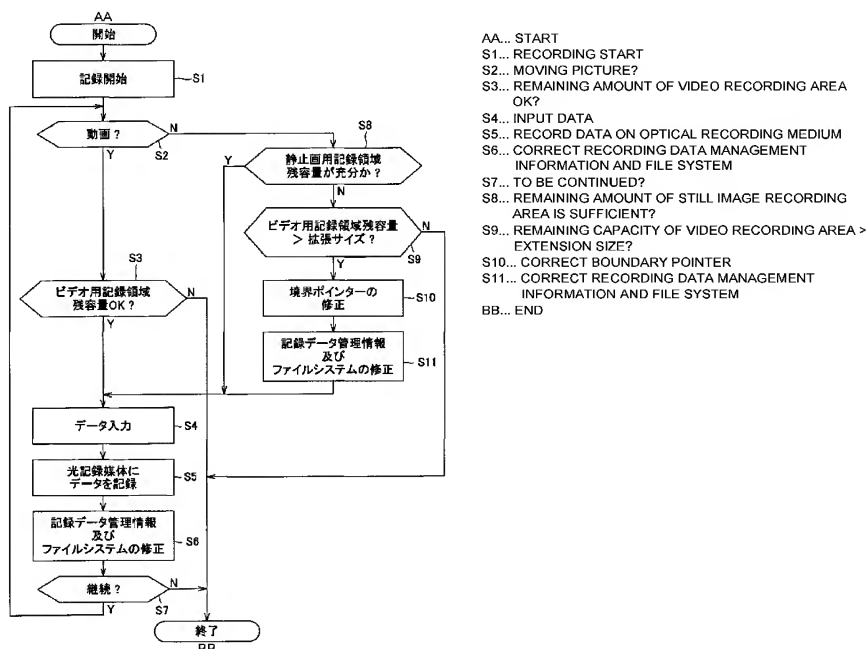 AA
開始
記録開始
S1
動画？
N
S2
Y
S8
静止画用記録領域
残容量が充分か？
Y
N
ビデオ用記録領域残容量
> 拡張サイズ？
N
S9
Y
S3
ビデオ用記録領域
残容量OK？
N
Y
境界ポインターの
修正
S10
記録データ管理情報
及び
ファイルシステムの修正
S11
データ入力
S4
光記録媒体に
データを記録
S5
記録データ管理情報
及び
ファイルシステムの修正
S6
継続？
N
S7
Y
終了
BB
AA... START
S1... RECORDING START
S2... MOVING PICTURE?
S3... REMAINING AMOUNT OF VIDEO RECORDING AREA
OK?
S4... INPUT DATA
S5... RECORD DATA ON OPTICAL RECORDING MEDIUM
S6... CORRECT RECORDING DATA MANAGEMENT
INFORMATION AND FILE SYSTEM
S7... TO BE CONTINUED?
S8... REMAINING AMOUNT OF STILL IMAGE RECORDING
AREA IS SUFFICIENT?
S9... REMAINING CAPACITY OF VIDEO RECORDING AREA >
EXTENSION SIZE?
S10... CORRECT BOUNDARY POINTER
S11... CORRECT RECORDING DATA MANAGEMENT
INFORMATION AND FILE SYSTEM
BB... END